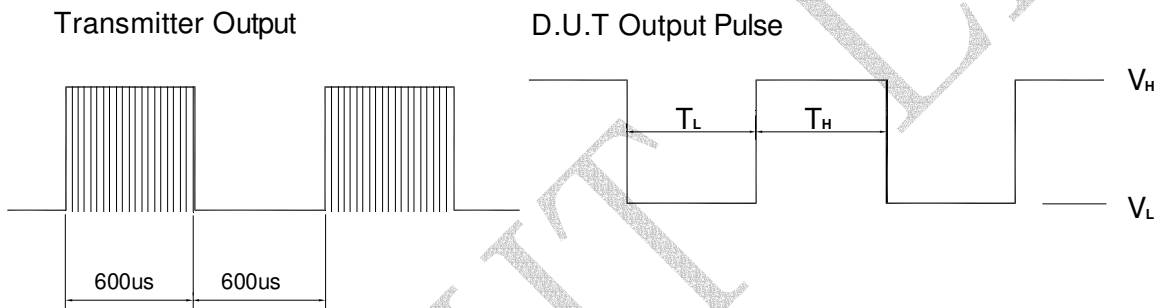 Transmitter Output
D.U.T Output Pulse
VH
TL
TH
VL
600us
600us